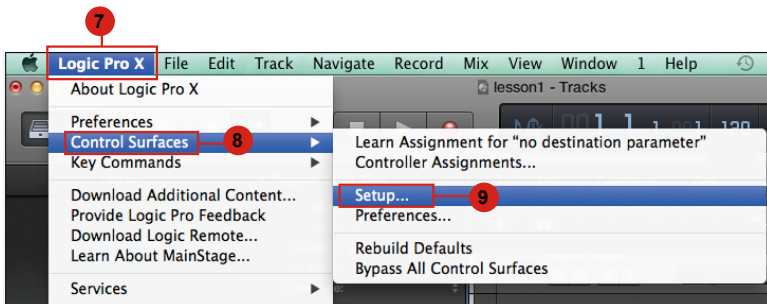 7
Logic Pro X File Edit Track Navigate Record Mix View Window 1 Help
About Logic Pro X
lesson1 - Tracks
Preferences
Control Surfaces
8
Key Commands
Learn Assignment for "no destination parameter"
Controller Assignments...
Download Additional Content...
Setup...
9
Provide Logic Pro Feedback
Preferences...
Download Logic Remote...
Learn About MainStage...
Rebuild Defaults
Bypass All Control Surfaces
Services